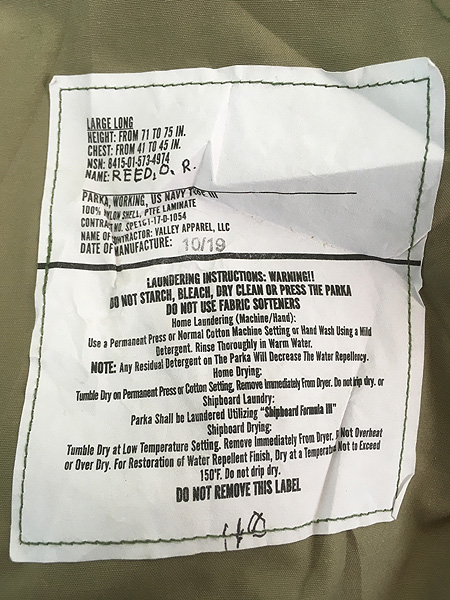 LARGE LONG
HEIGHT: FROM 71 TO 75 IN.
CHEST: FROM 41 TO 45 IN.
NSN: 8415-01-573-4974
NAME: REED, O. R.
PARKA, WORKING, US NAVY TYPE III
100% NYLON SHELL, PTFE LAMINATE
CONTRACT NO. SPE1C1-17-D-1054
NAME OF CONTRACTOR: VALLEY APPAREL, LLC
DATE OF MANUFACTURE: 10/19
LAUNDERING INSTRUCTIONS: WARNING!!
DO NOT STARCH, BLEACH, DRY CLEAN OR PRESS THE PARKA
DO NOT USE FABRIC SOFTENERS
Home Laundering (Machine/Hand):
Use a Permanent Press or Normal Cotton Machine Setting or Hand Wash Using a Mild
Detergent. Rinse Thoroughly in Warm Water.
NOTE: Any Residual Detergent on The Parka Will Decrease The Water Repellency.
Home Drying:
Tumble Dry on Permanent Press or Cotton Setting, Remove Immediately From Dryer. Do not drip dry. or
Shipboard Laundry:
Parka Shall be Laundered Utilizing "Shipboard Formula III"
Shipboard Drying:
Tumble Dry at Low Temperature Setting. Remove Immediately From Dryer. Do Not Overheat
or Over Dry. For Restoration of Water Repellent Finish, Dry at a Temperature Not to Exceed
150°F. Do not drip dry.
DO NOT REMOVE THIS LABEL